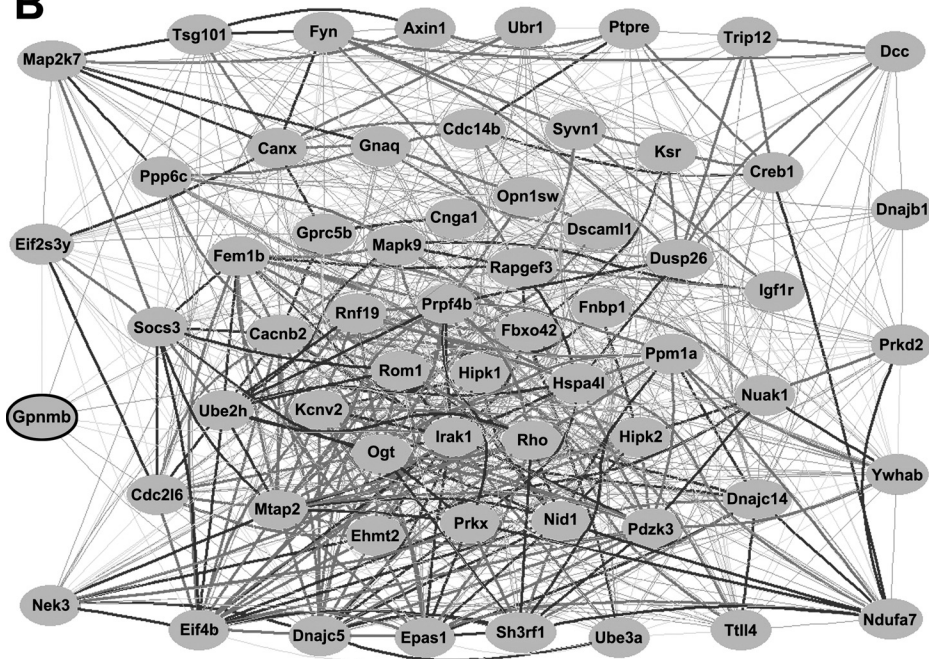 B
Tsg101
Fyn
Axin1
Ubr1
Ptpre
Trip12
Dcc
Map2k7
Canx
Gnaq
Cdc14b
Syvn1
Ksr
Creb1
Ppp6c
Opn1sw
Dnajb1
Eif2s3y
Gprc5b
Cnga1
Dscaml1
Fem1b
Mapk9
Rapgef3
Dusp26
Igf1r
Socs3
Cacnb2
Rnf19
Prpf4b
Fbxo42
Fnbp1
Ppm1a
Prkd2
Rom1
Hipk1
Hspa4l
Nuak1
Gpnmb
Ube2h
Kcnv2
Ogt
Irak1
Rho
Hipk2
Ywhab
Cdc2l6
Mtap2
Ehmt2
Prkx
Nid1
Pdzk3
Dnajc14
Nek3
Eif4b
Dnajc5
Epas1
Sh3rf1
Ube3a
Ttll4
Ndufa7